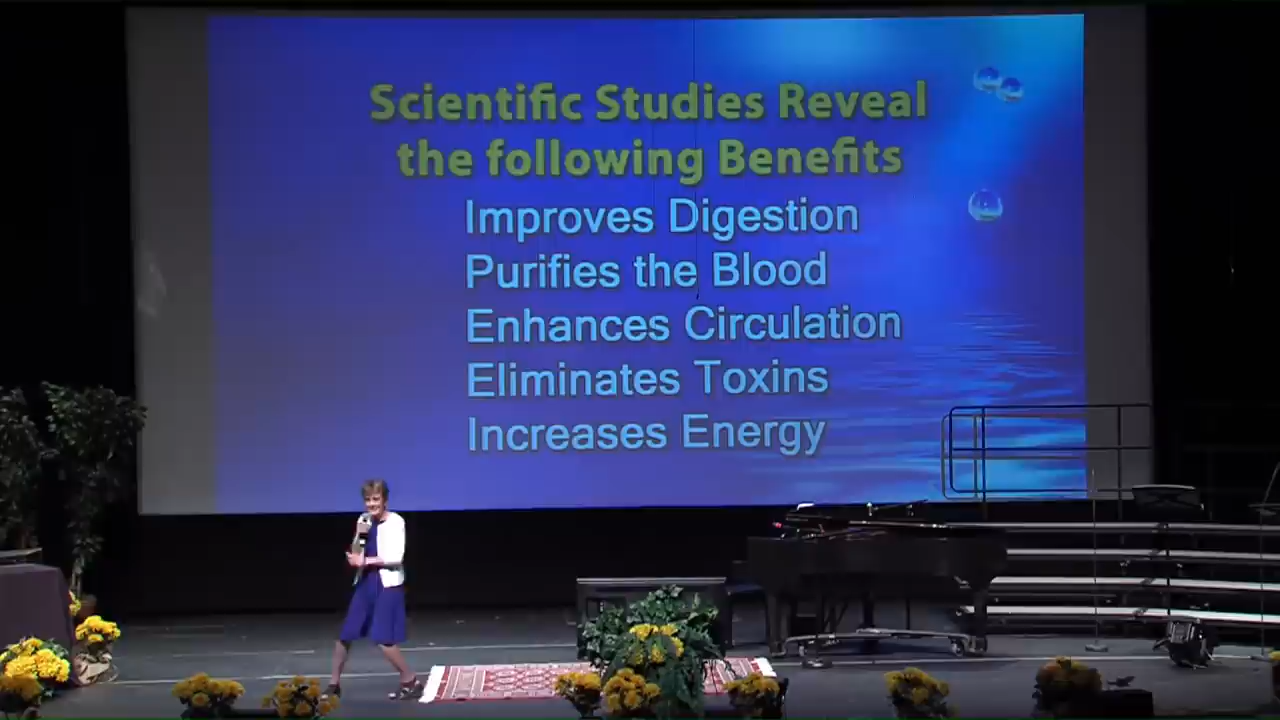 Scientific Studies Reveal
the following Benefits
Improves Digestion
Purifies the Blood
Enhances Circulation
Eliminates Toxins
Increases Energy